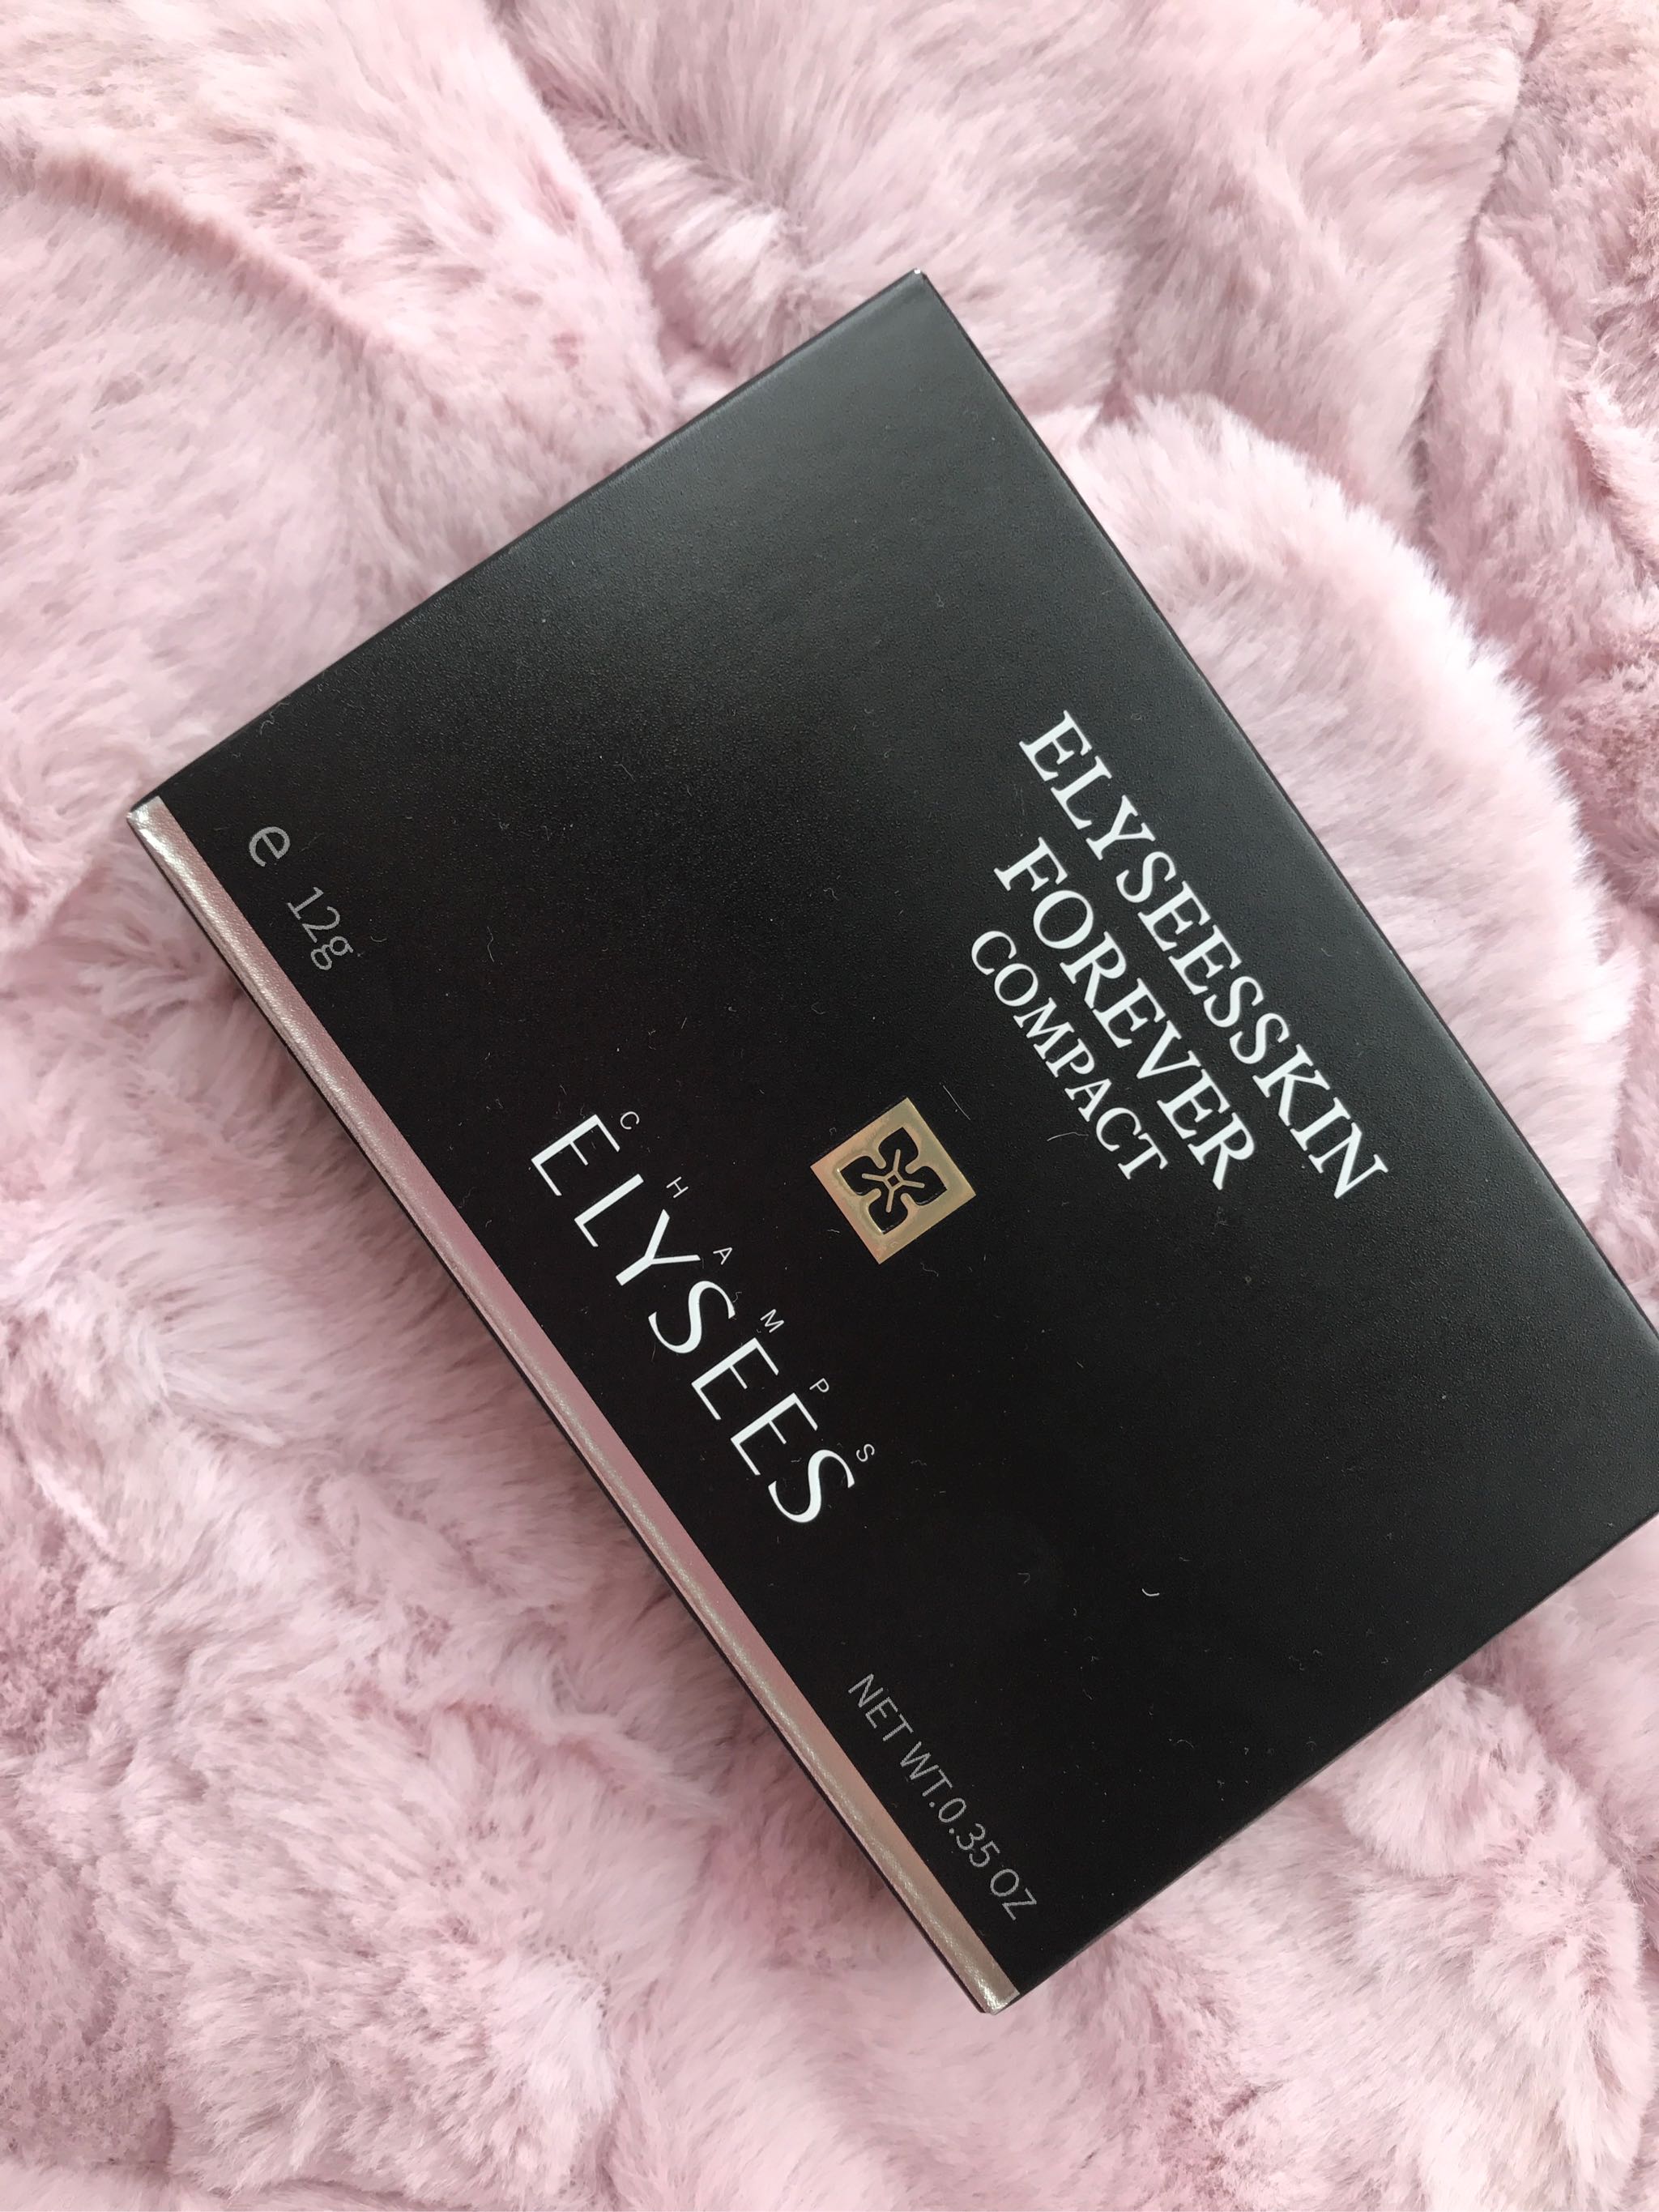 ELYSEESSKIN
FOREVER
COMPACT
CHAMPS
ELYSEES
e 12g
NET WT.0.35 OZ